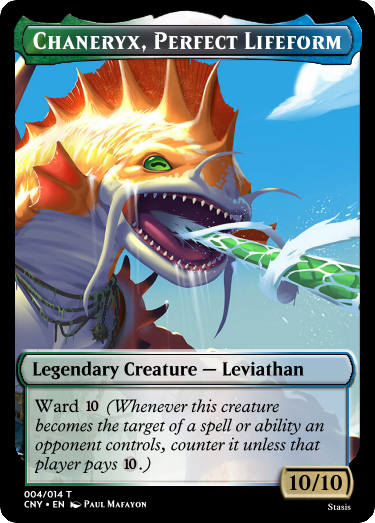 Chaneryx, Perfect Lifeform
Legendary Creature — Leviathan
Ward 10 (Whenever this creature
becomes the target of a spell or ability an
opponent controls, counter it unless that
player pays 10.)
10/10
004/014 T
CNY • EN Paul Mafayon
Stasis